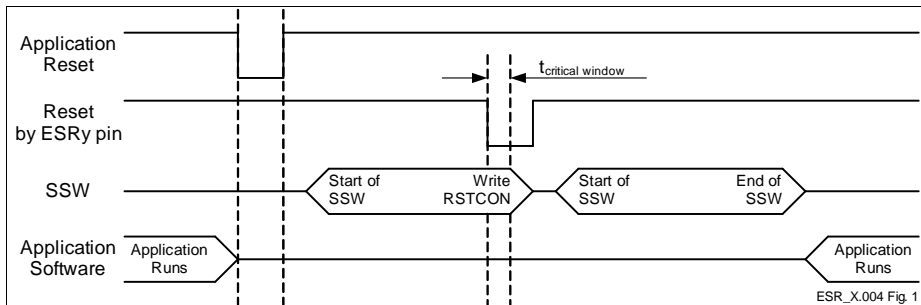 Application
Reset
t critical window
Reset
by ESRy pin
SSW
Start of
SSW
Write
RSTCON
Start of
SSW
End of
SSW
Application
Software
Application
Runs
Application
Runs
ESR_X.004 Fig. 1